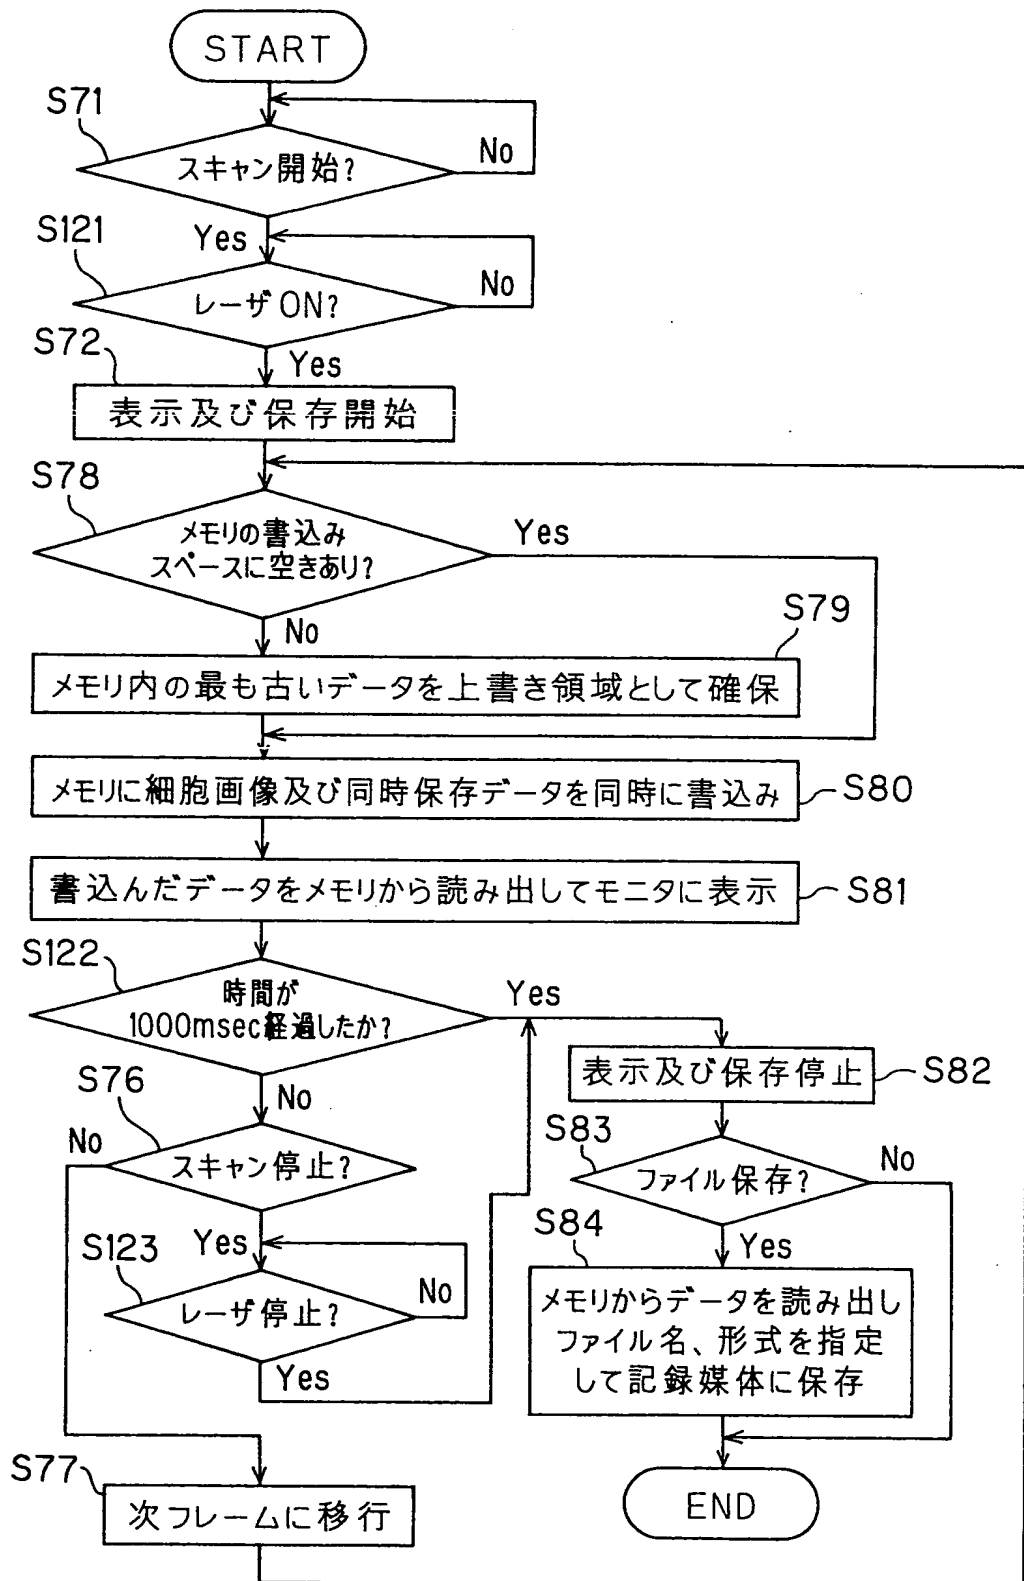 START
S71
スキャン開始?
No
Yes
S121
レーザON?
No
S72
Yes
表示及び保存開始
S78
メモリの書込み
スペースに空きあり?
Yes
No
S79
メモリ内の最も古いデータを上書き領域として確保
メモリに細胞画像及び同時保存データを同時に書込み
S80
書込んだデータをメモリから読み出してモニタに表示
S81
S122
時間が
1000msec経過したか?
Yes
No
S76
No
スキャン停止?
Yes
S123
レーザ停止?
No
Yes
表示及び保存停止
S82
S83
ファイル保存?
No
Yes
S84
メモリからデータを読み出し
ファイル名、形式を指定
して記録媒体に保存
S77
次フレームに移行
END